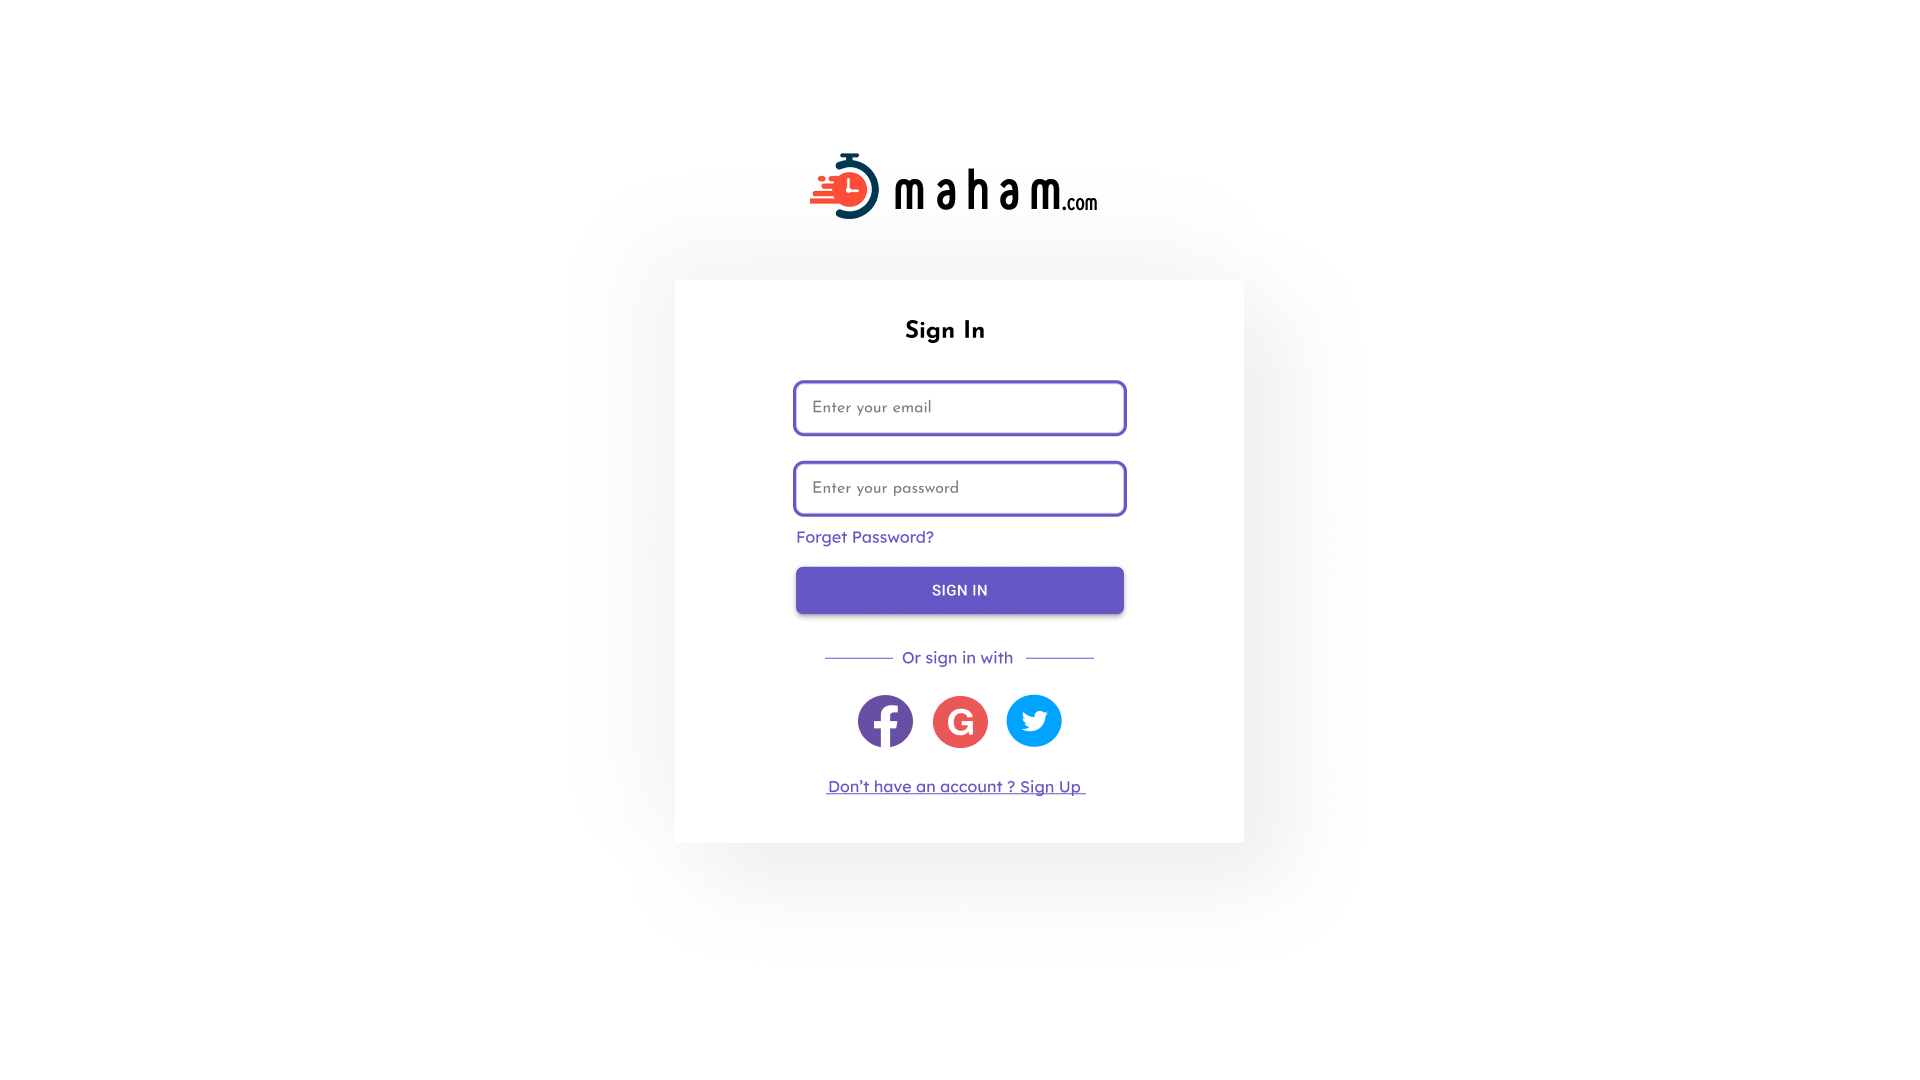 maham.com
Sign In
Enter your email
Enter your password
Forget Password?
SIGN IN
Or sign in with
G
Don’t have an account ? Sign Up